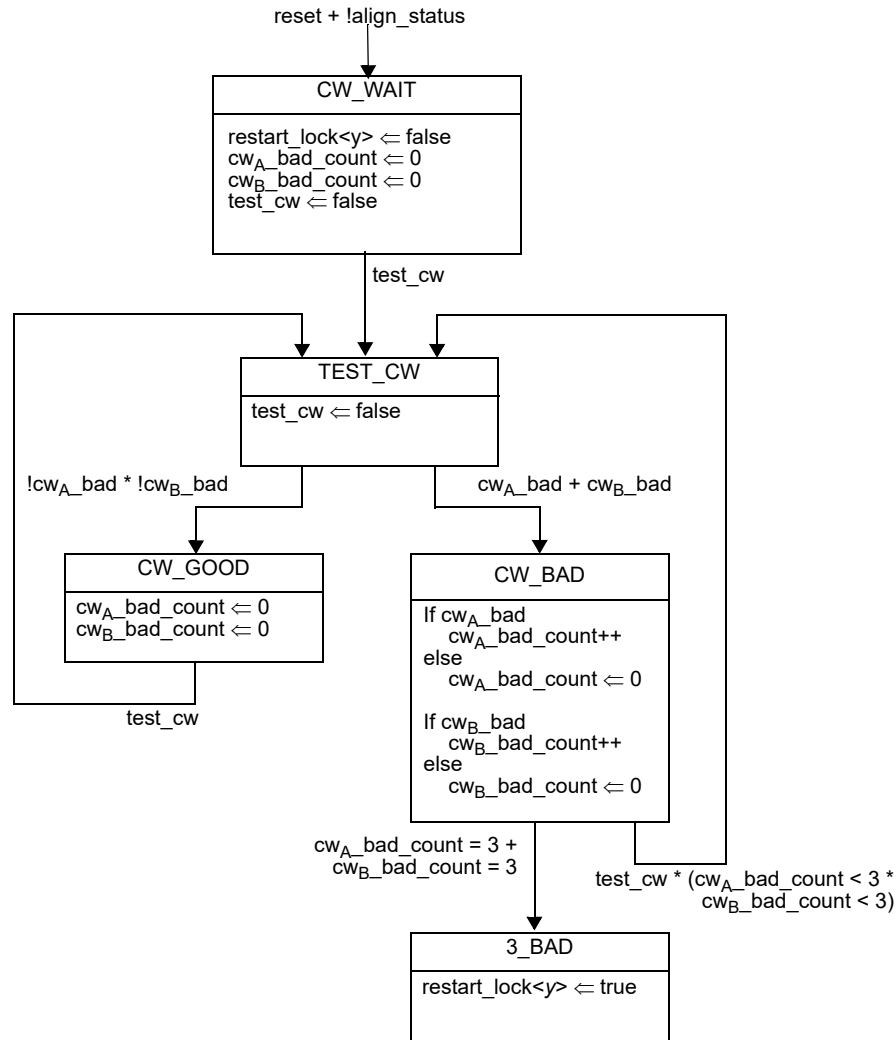 reset + !align_status
CW_WAIT
restart_lock<y> ⇐ false
cwA_bad_count ⇐ 0
cwB_bad_count ⇐ 0
test_cw ⇐ false
test_cw
TEST_CW
test_cw ⇐ false
!cwA_bad * !cwB_bad
cwA_bad + cwB_bad
CW_GOOD
cwA_bad_count ⇐ 0
cwB_bad_count ⇐ 0
test_cw
CW_BAD
If cwA_bad
cwA_bad_count++
else
cwA_bad_count ⇐ 0
If cwB_bad
cwB_bad_count++
else
cwB_bad_count ⇐ 0
cwA_bad_count = 3 +
cwB_bad_count = 3
test_cw * (cwA_bad_count < 3 *
cwB_bad_count < 3)
3_BAD
restart_lock<y> ⇐ true